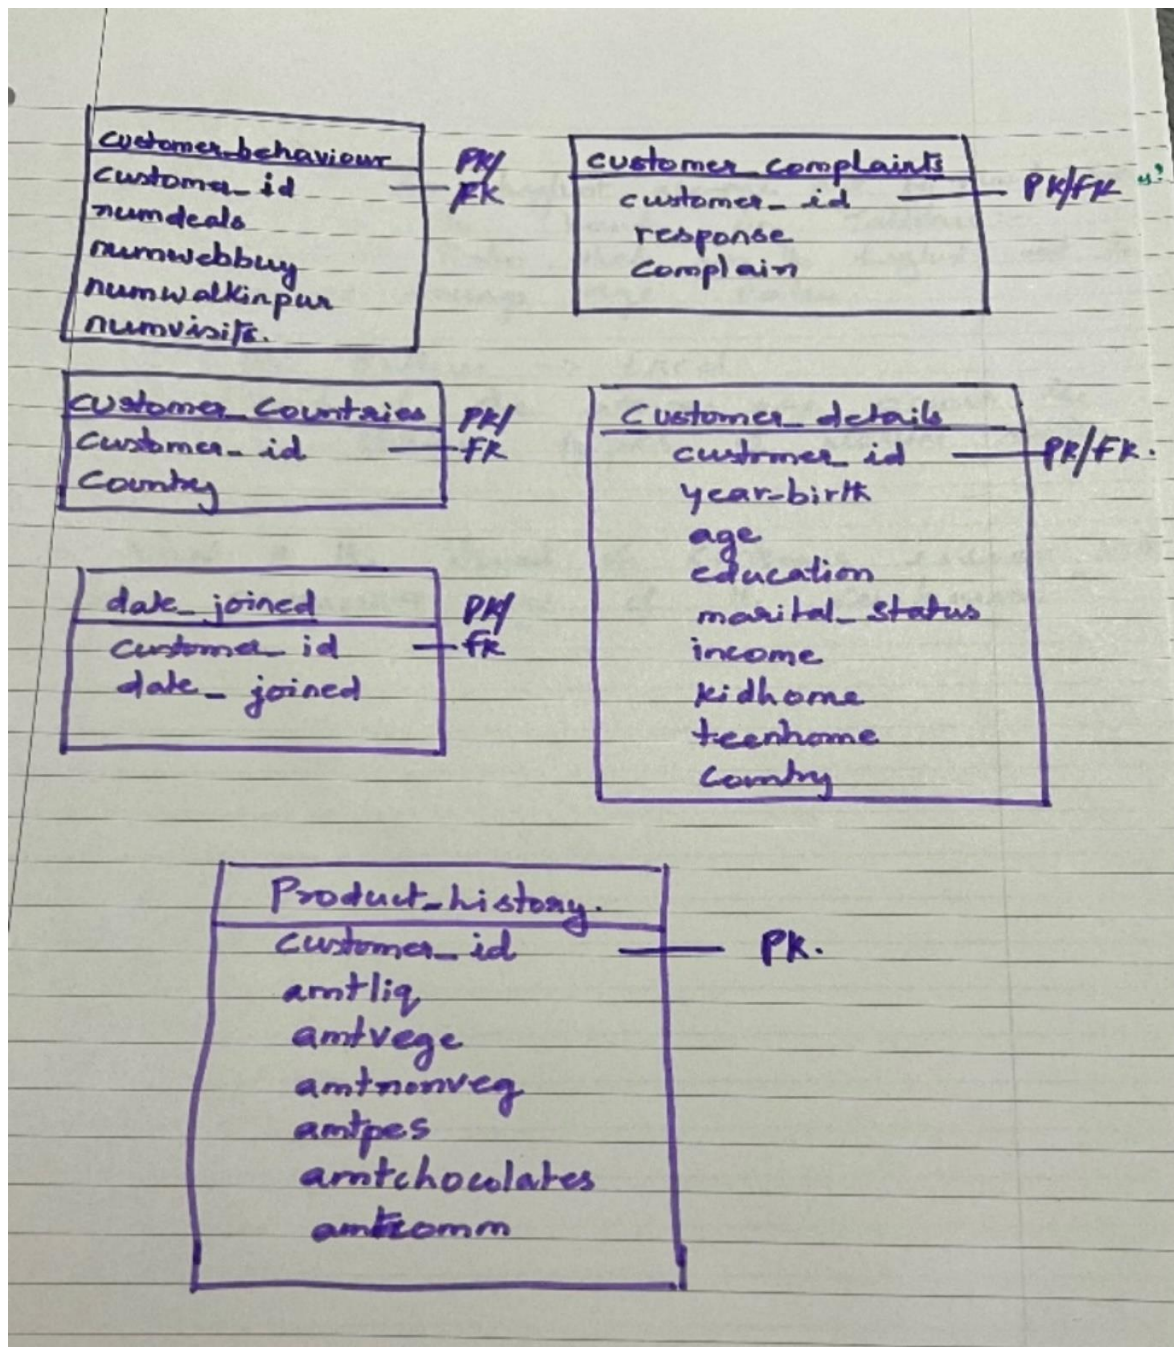 customer_behaviour
customer_id
PK/
FK
numdeals
numwebbuy
numwalkinpur
numvisits.
customer_complaints
customer_id
PK/FK
response
complain
customer_countries
customer_id
PK/
FK
Country
Customer_details
customer_id
PK/FK.
year-birth
age
education
marital_status
income
kidhome
teenhome
Country
date_joined
customer_id
PK/
FK
date_joined
Product_history.
customer_id
PK.
amtliq
amtvege
amtnonveg
amtpes
amtchocolates
amtcomm